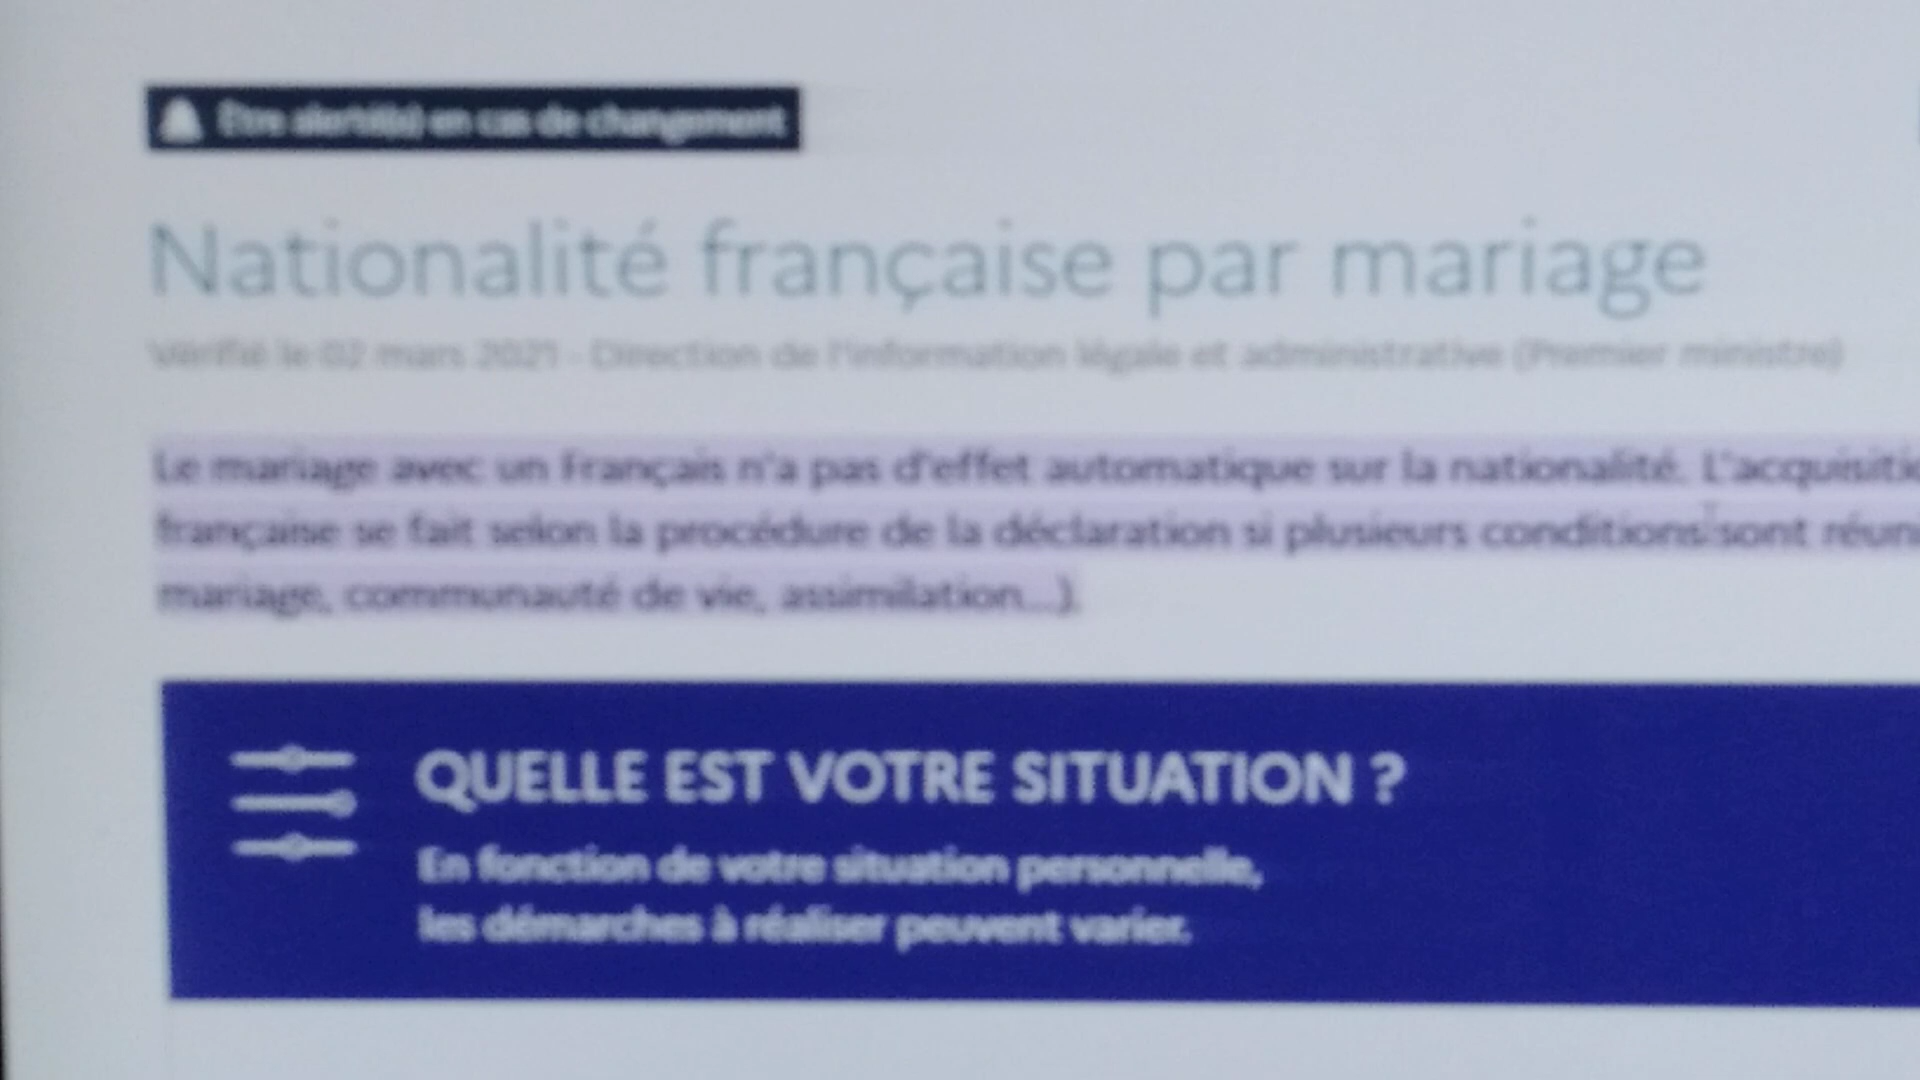 Être alerté(e) en cas de changement
Nationalité française par mariage
Vérifié le 02 mars 2021 - Direction de l'information légale et administrative (Premier ministre)
Le mariage avec un Français n'a pas d'effet automatique sur la nationalité. L'acquisitio
française se fait selon la procédure de la déclaration si plusieurs conditions sont réuni
mariage, communauté de vie, assimilation...).
QUELLE EST VOTRE SITUATION ?
En fonction de votre situation personnelle,
les démarches à réaliser peuvent varier.